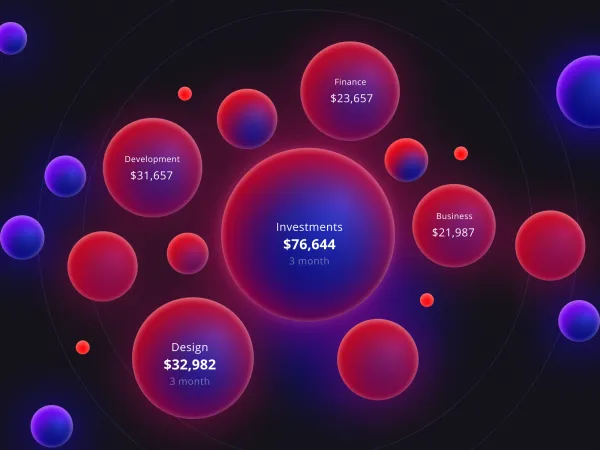 Finance
$23,657
Development
$31,657
Investments
$76,644
3 month
Business
$21,987
Design
$32,982
3 month